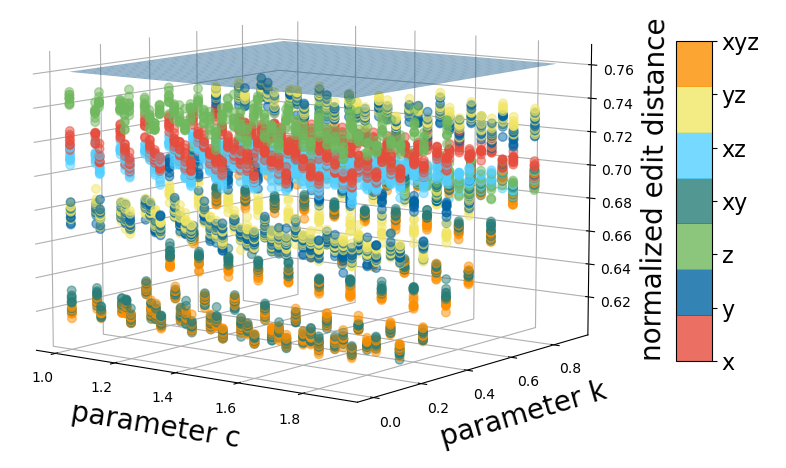 xyz
0.76
yz
0.74
0.72
xz
0.70
xy
0.68
0.66
z
0.64
y
0.62
x
normalized edit distance
1.0
1.2
1.4
1.6
1.8
parameter c
0.0
0.2
0.4
0.6
0.8
parameter k